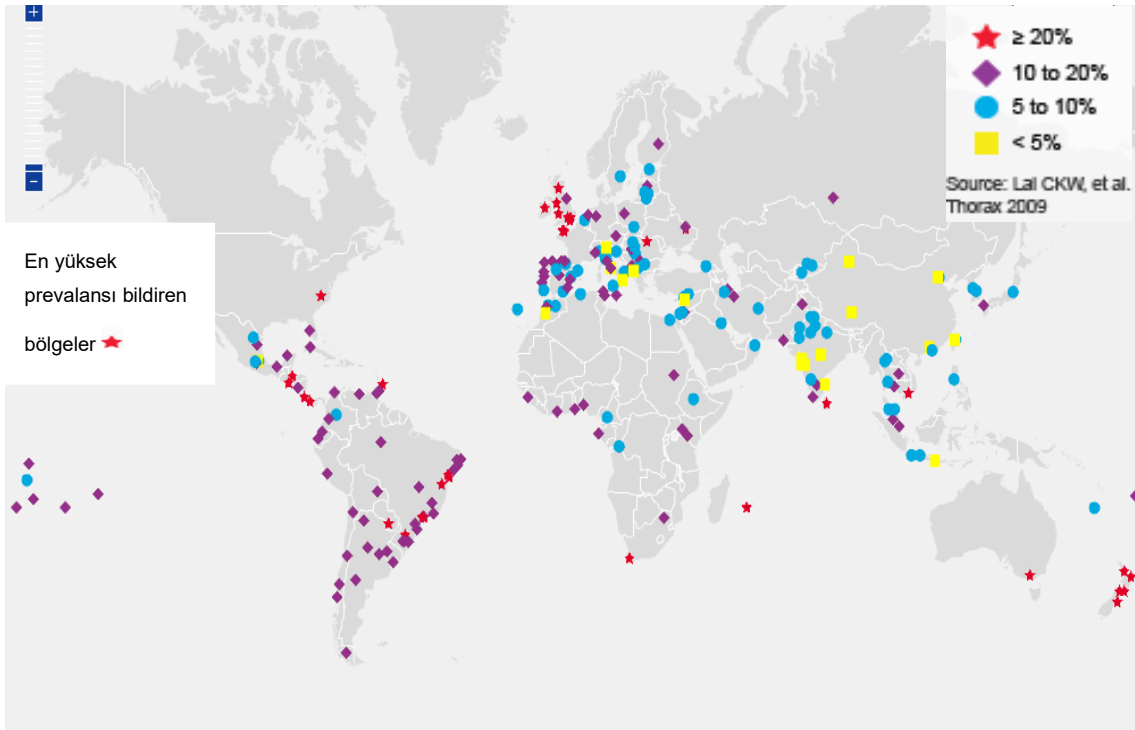 +
≥ 20%
10 to 20%
5 to 10%
< 5%
Source: Lai CKW, et al.
Thorax 2009
−
En yüksek
prevalansı bildiren
bölgeler